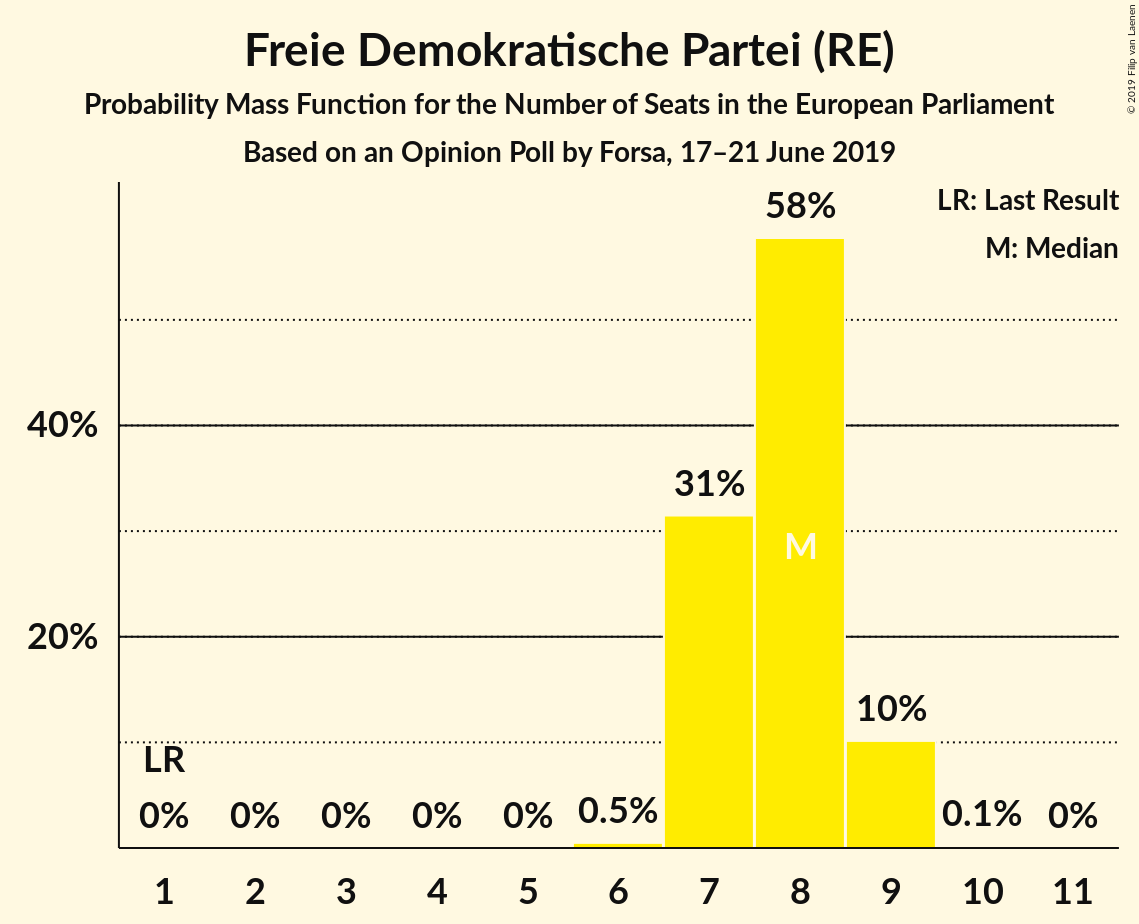 Freie Demokratische Partei (RE)
Probability Mass Function for the Number of Seats in the European Parliament
Based on an Opinion Poll by Forsa, 17–21 June 2019
© 2019 Filip van Laenen
LR: Last Result
M: Median
58%
40%
31%
M
20%
10%
LR
0% 0% 0% 0% 0% 0.5% 0.1% 0%
1 2 3 4 5 6 7 8 9 10 11